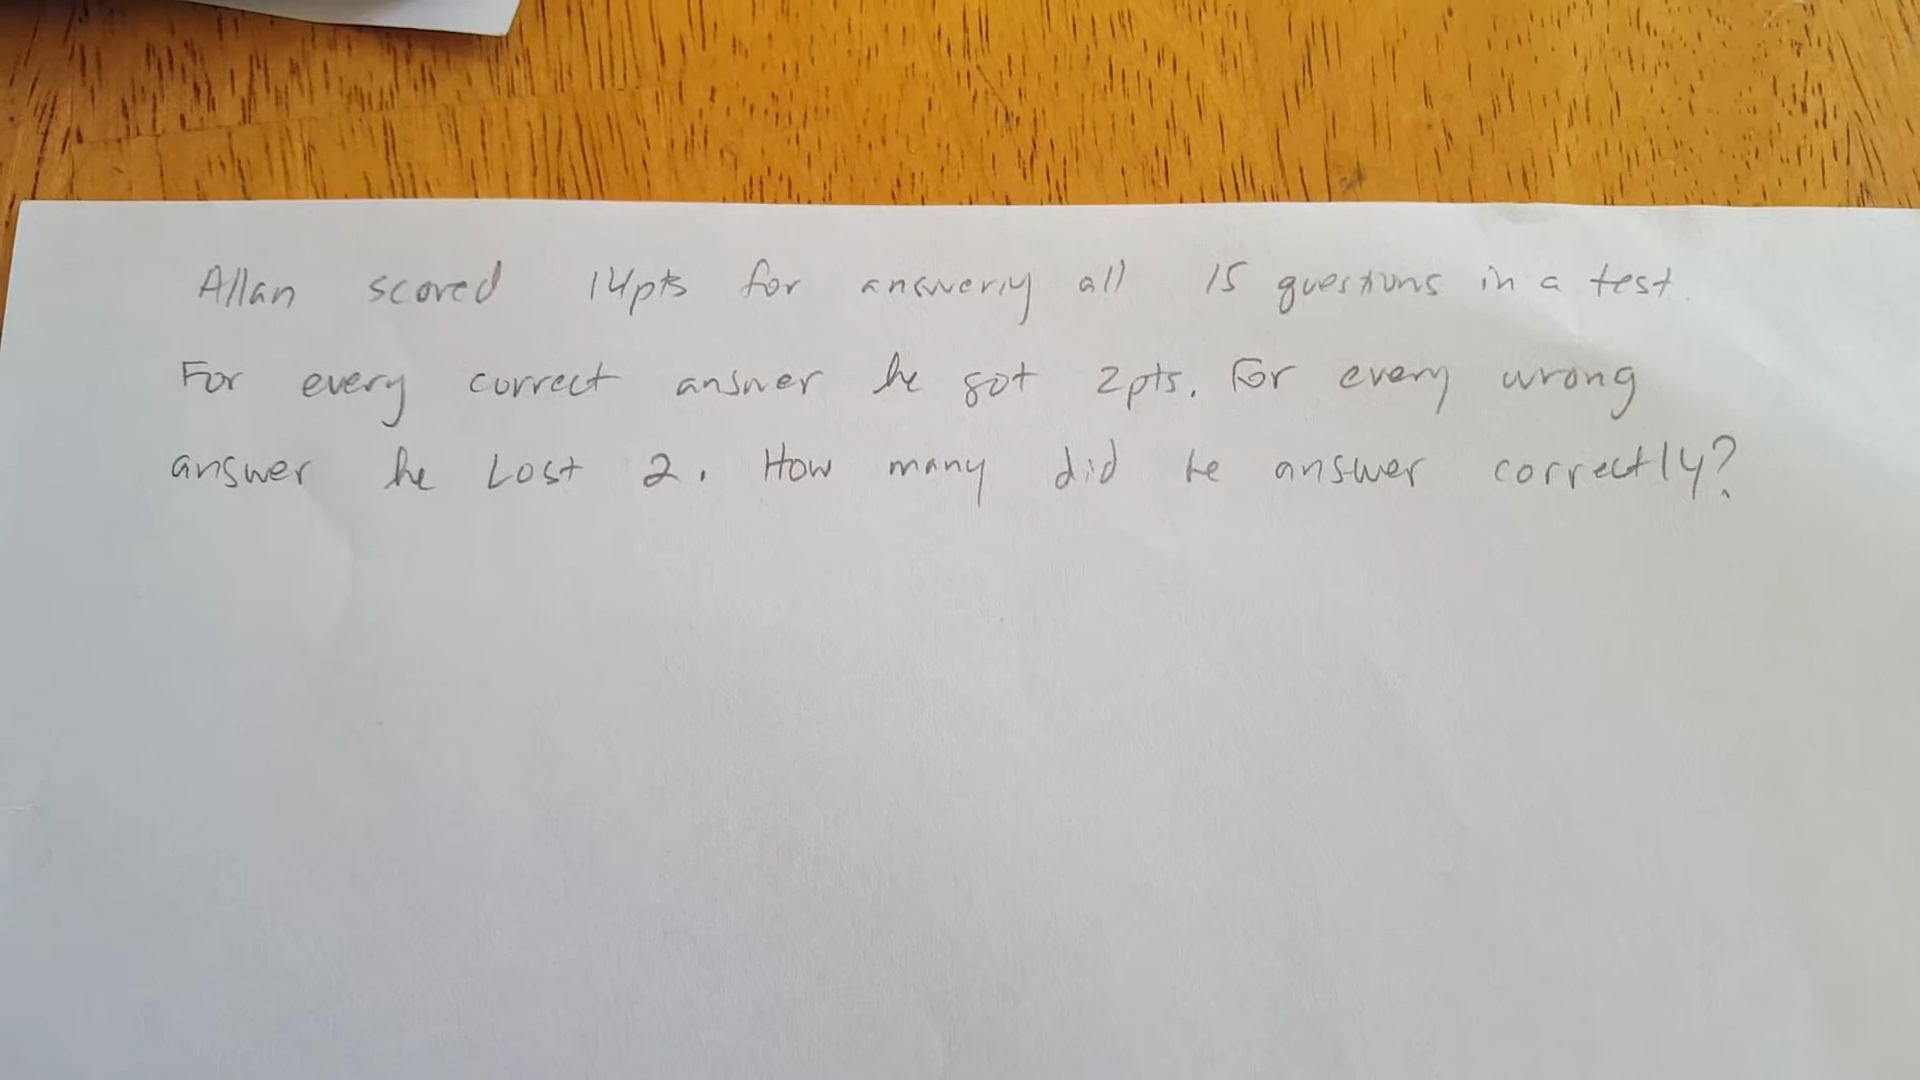 Allan scored 14pts for answering all 15 questions in a test.
For every correct answer he got 2pts. For every wrong
answer he Lost 2. How many did he answer correctly?